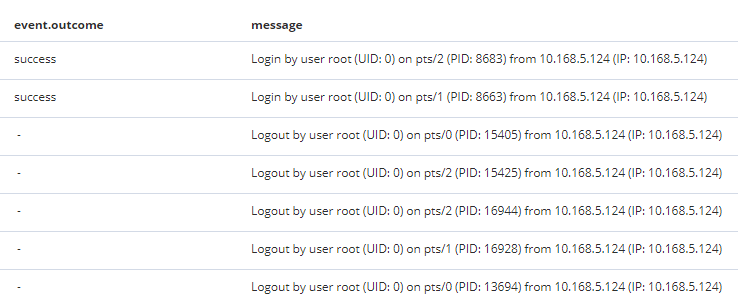 event.outcome message
success Login by user root (UID: 0) on pts/2 (PID: 8683) from 10.168.5.124 (IP: 10.168.5.124)
success Login by user root (UID: 0) on pts/1 (PID: 8663) from 10.168.5.124 (IP: 10.168.5.124)
- Logout by user root (UID: 0) on pts/0 (PID: 15405) from 10.168.5.124 (IP: 10.168.5.124)
- Logout by user root (UID: 0) on pts/2 (PID: 15425) from 10.168.5.124 (IP: 10.168.5.124)
- Logout by user root (UID: 0) on pts/2 (PID: 16944) from 10.168.5.124 (IP: 10.168.5.124)
- Logout by user root (UID: 0) on pts/1 (PID: 16928) from 10.168.5.124 (IP: 10.168.5.124)
- Logout by user root (UID: 0) on pts/0 (PID: 13694) from 10.168.5.124 (IP: 10.168.5.124)